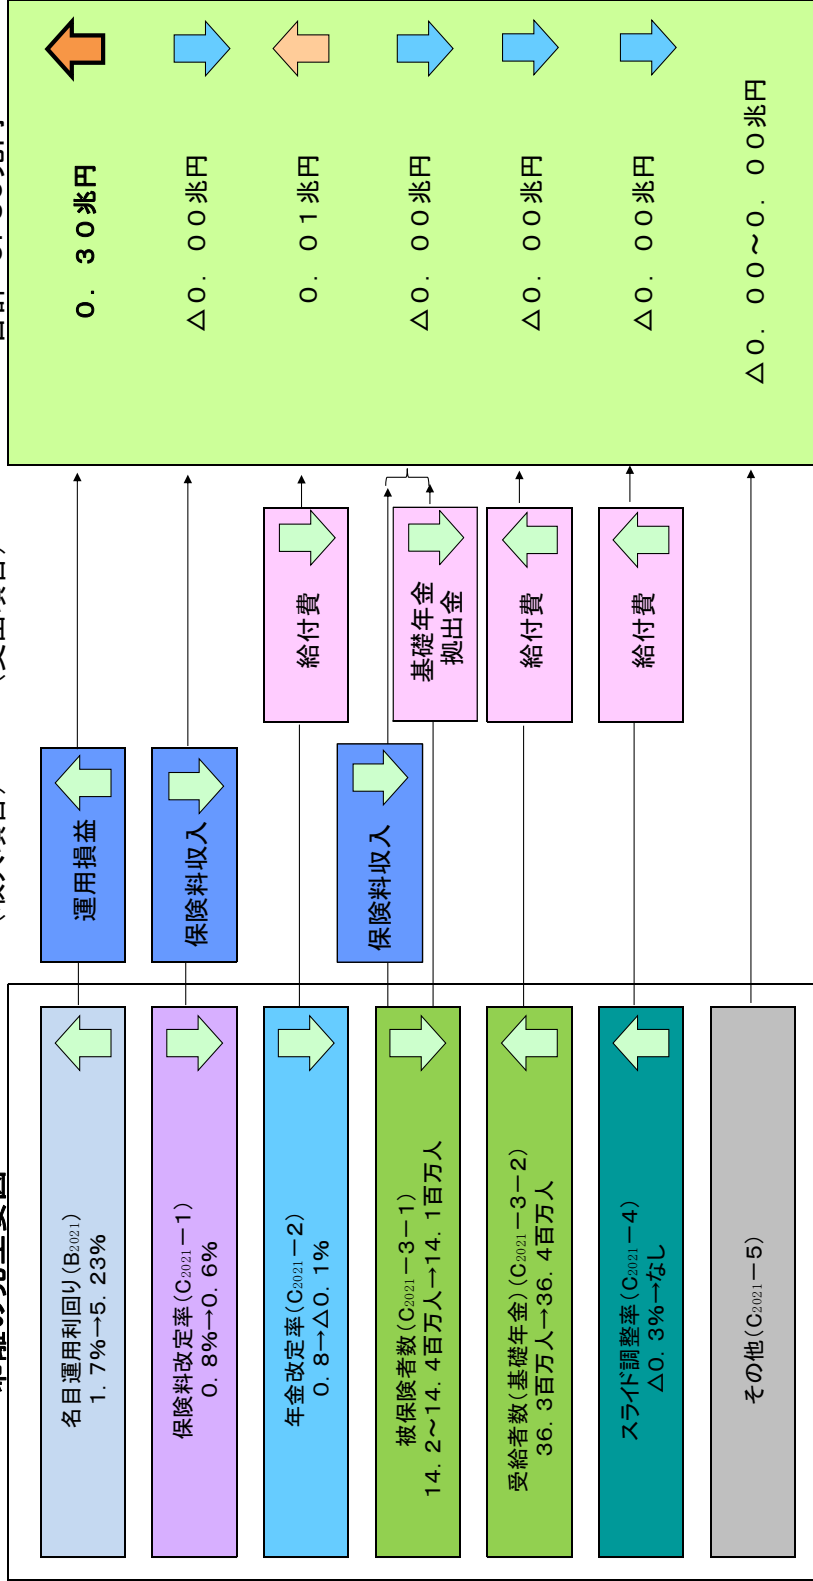 名目運用利回り(B2021)
1.7%→5.23%
運用損益
0.30兆円
保険料改定率(C2021-1)
0.8%→0.6%
保険料収入
△0.00兆円
年金改定率(C2021-2)
0.8→△0.1%
給付費
0.01兆円
被保険者数(C2021-3-1)
14.2~14.4百万人→14.1百万人
保険料収入
基礎年金
拠出金
△0.00兆円
受給者数(基礎年金)(C2021-3-2)
36.3百万人→36.4百万人
給付費
△0.00兆円
スライド調整率(C2021-4)
△0.3%→なし
給付費
△0.00兆円
その他(C2021-5)
△0.00~0.00兆円